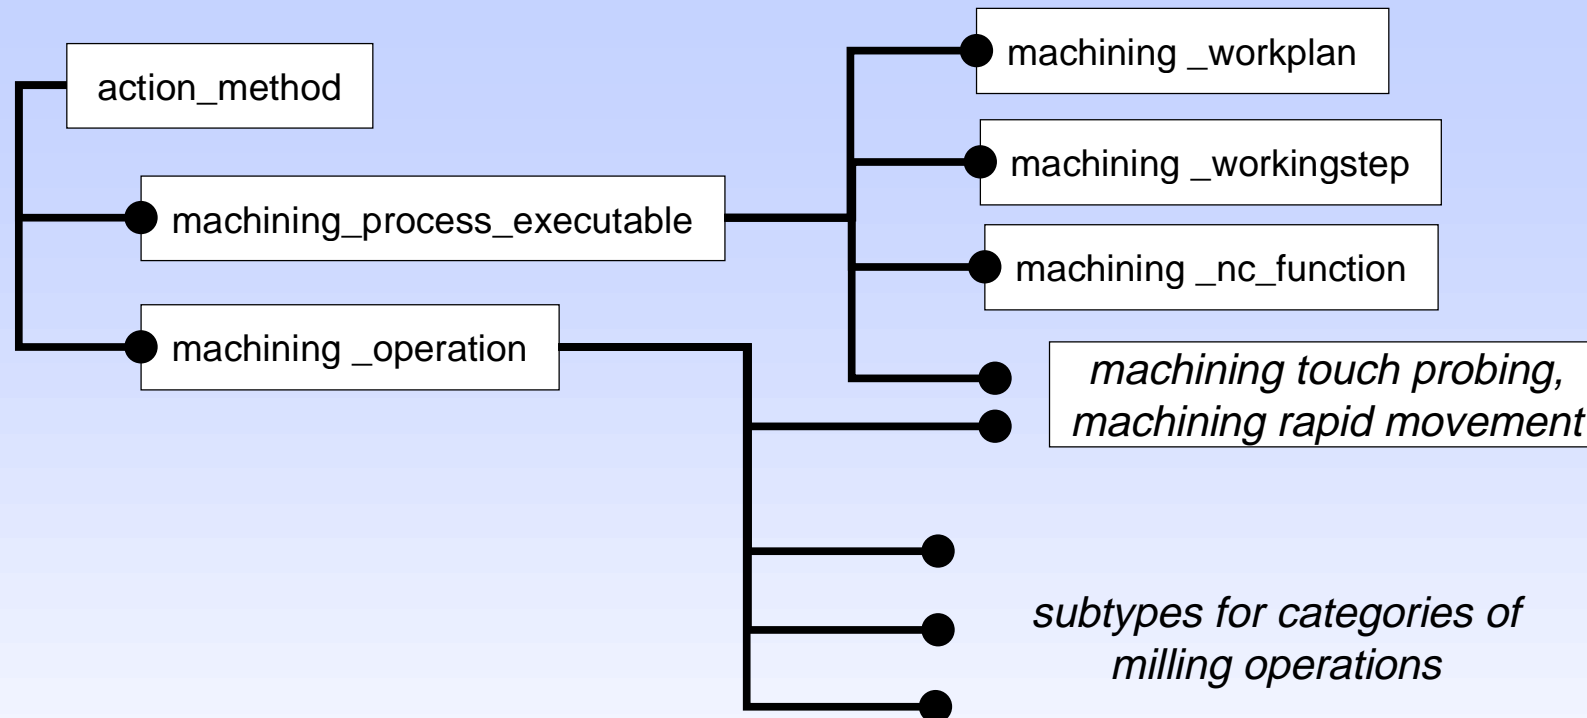 action_method
machining_process_executable
machining _operation
machining _workplan
machining _workingstep
machining _nc_function
machining touch probing,
machining rapid movement
subtypes for categories of
milling operations